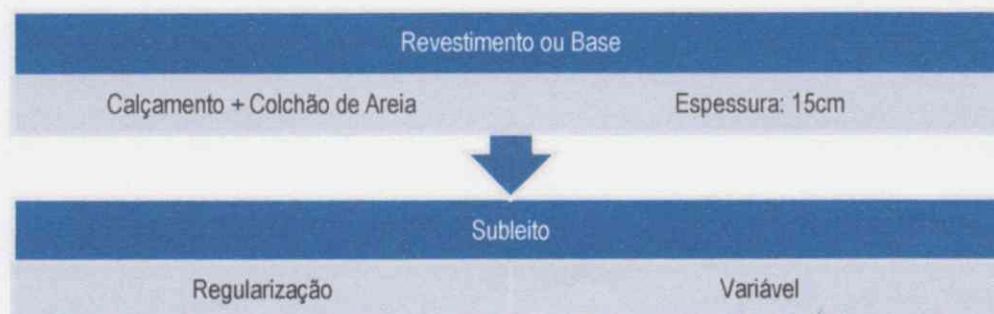 Revestimento ou Base
Calçamento + Colchão de Areia Espessura: 15cm
Subleito
Regularização Variável